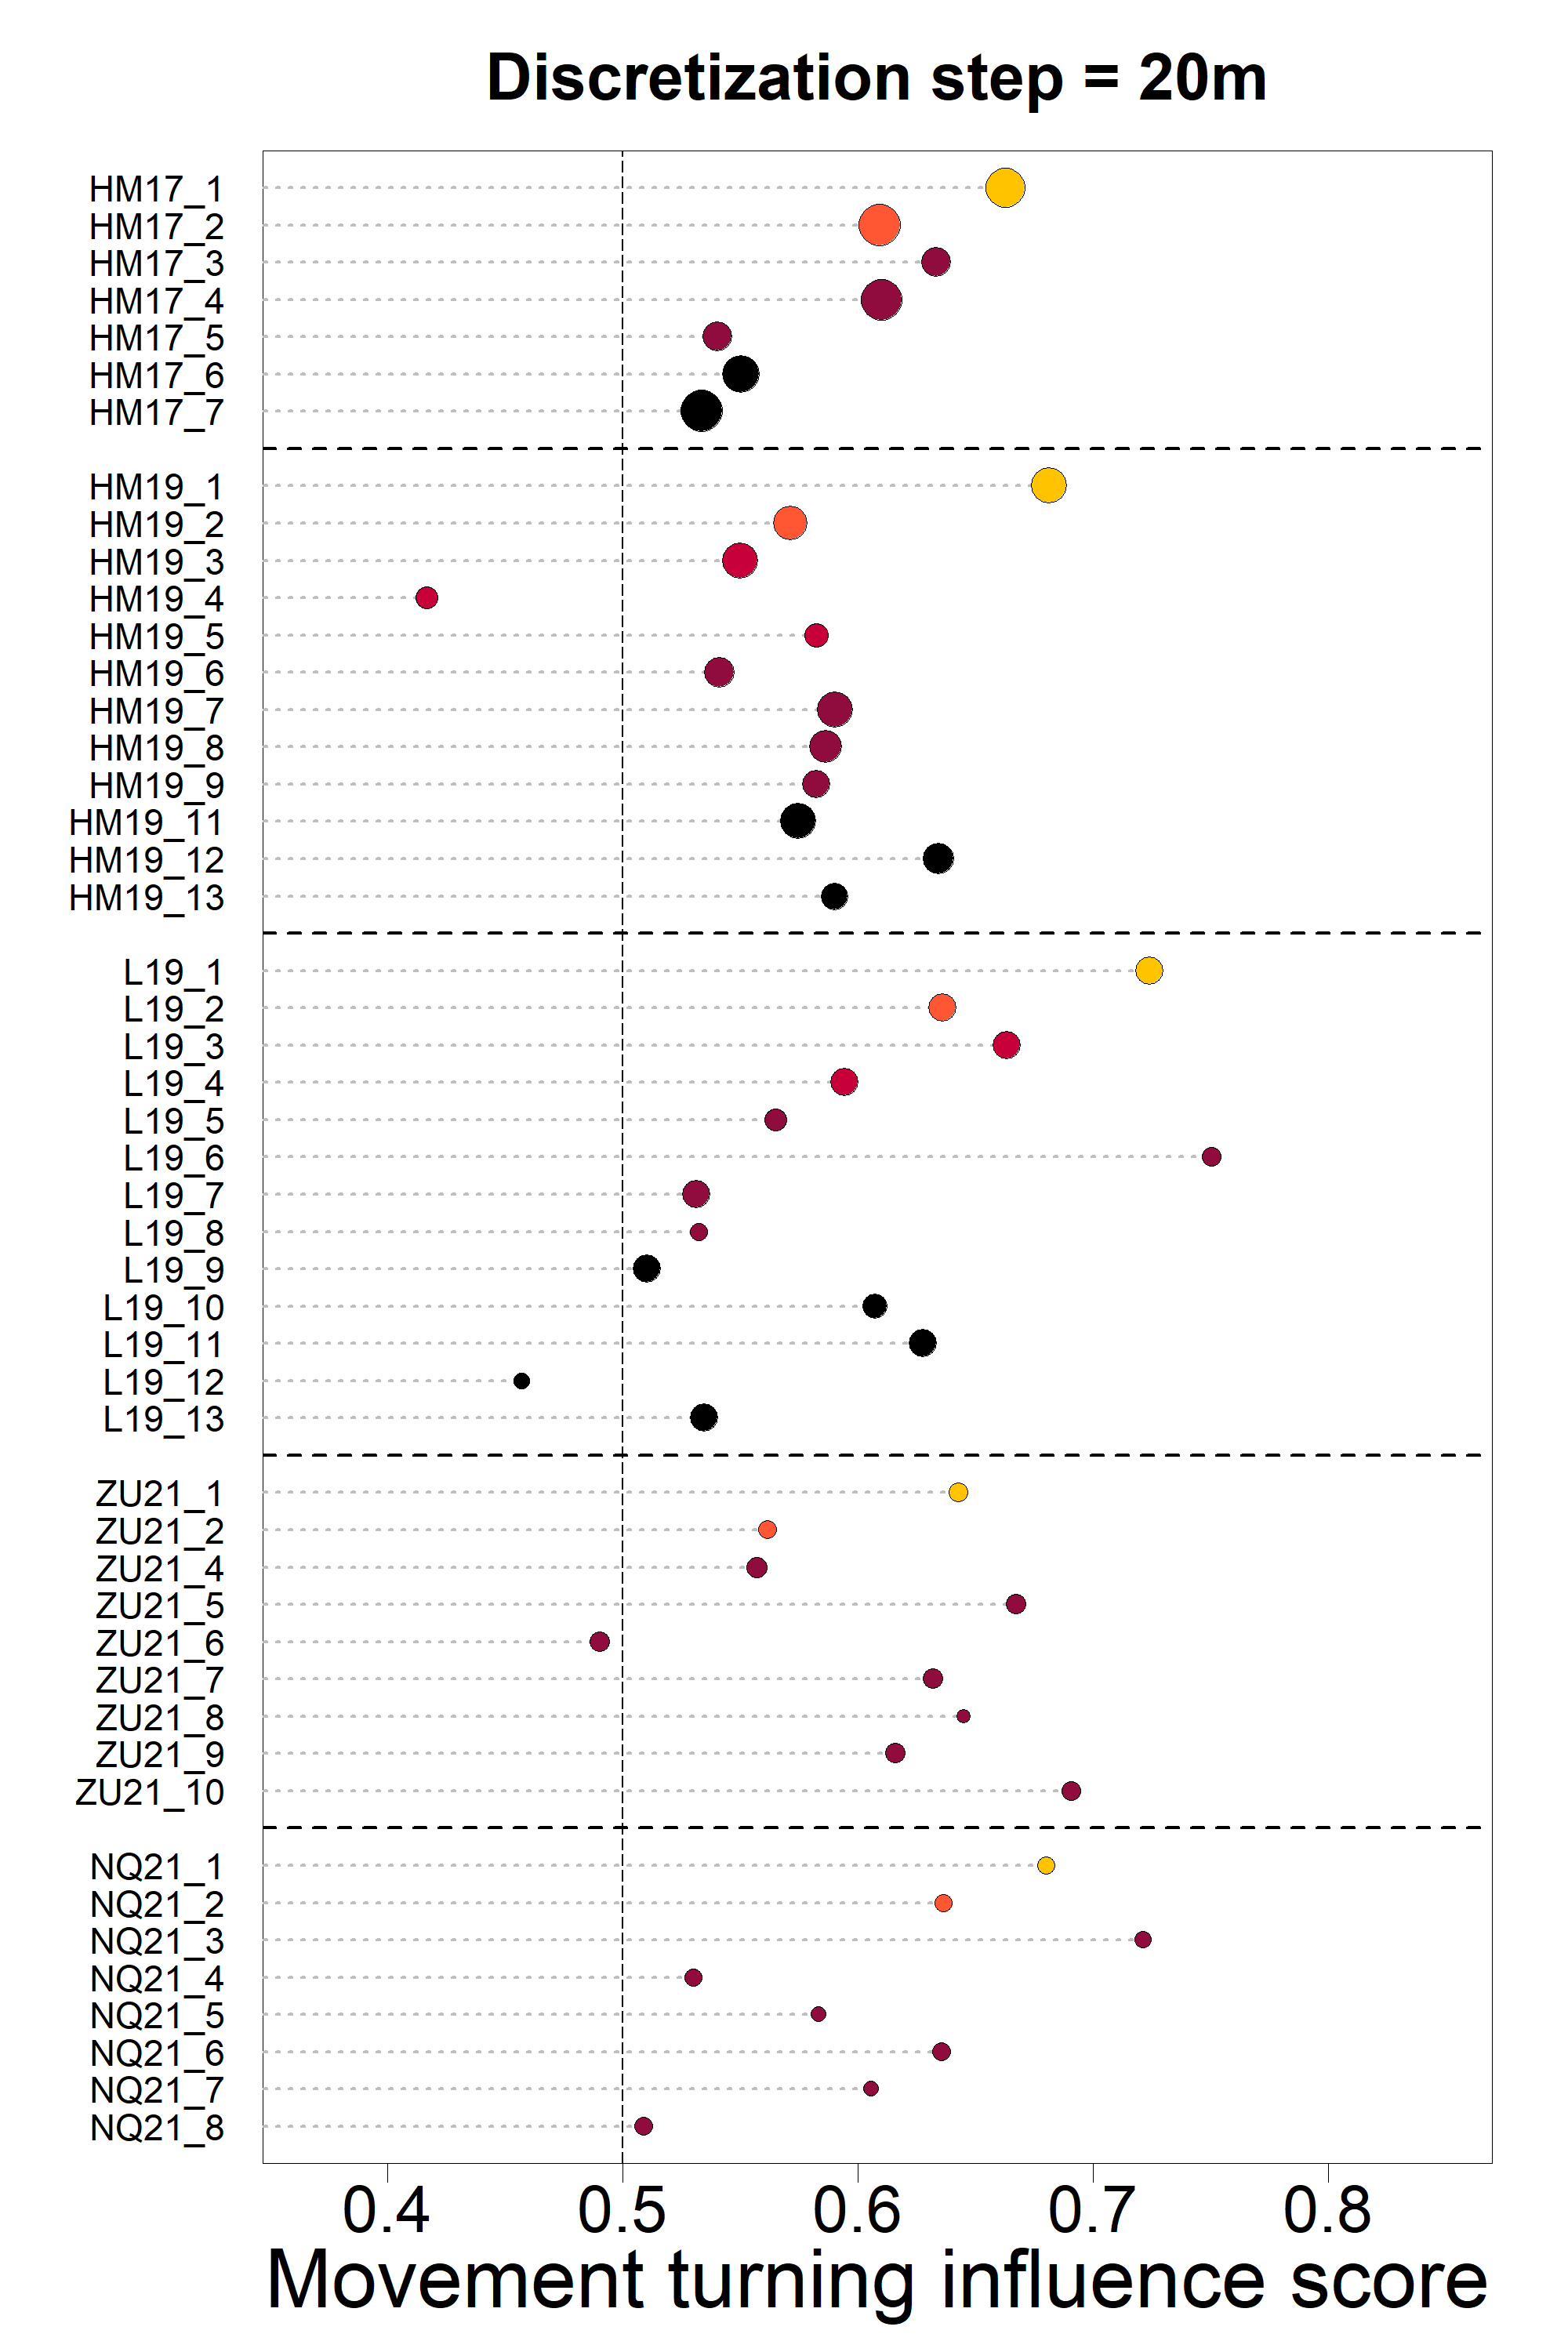 Discretization step = 20m
HM17_1
HM17_2
HM17_3
HM17_4
HM17_5
HM17_6
HM17_7
HM19_1
HM19_2
HM19_3
HM19_4
HM19_5
HM19_6
HM19_7
HM19_8
HM19_9
HM19_11
HM19_12
HM19_13
L19_1
L19_2
L19_3
L19_4
L19_5
L19_6
L19_7
L19_8
L19_9
L19_10
L19_11
L19_12
L19_13
ZU21_1
ZU21_2
ZU21_4
ZU21_5
ZU21_6
ZU21_7
ZU21_8
ZU21_9
ZU21_10
NQ21_1
NQ21_2
NQ21_3
NQ21_4
NQ21_5
NQ21_6
NQ21_7
NQ21_8
0.4 0.5 0.6 0.7 0.8
Movement turning influence score